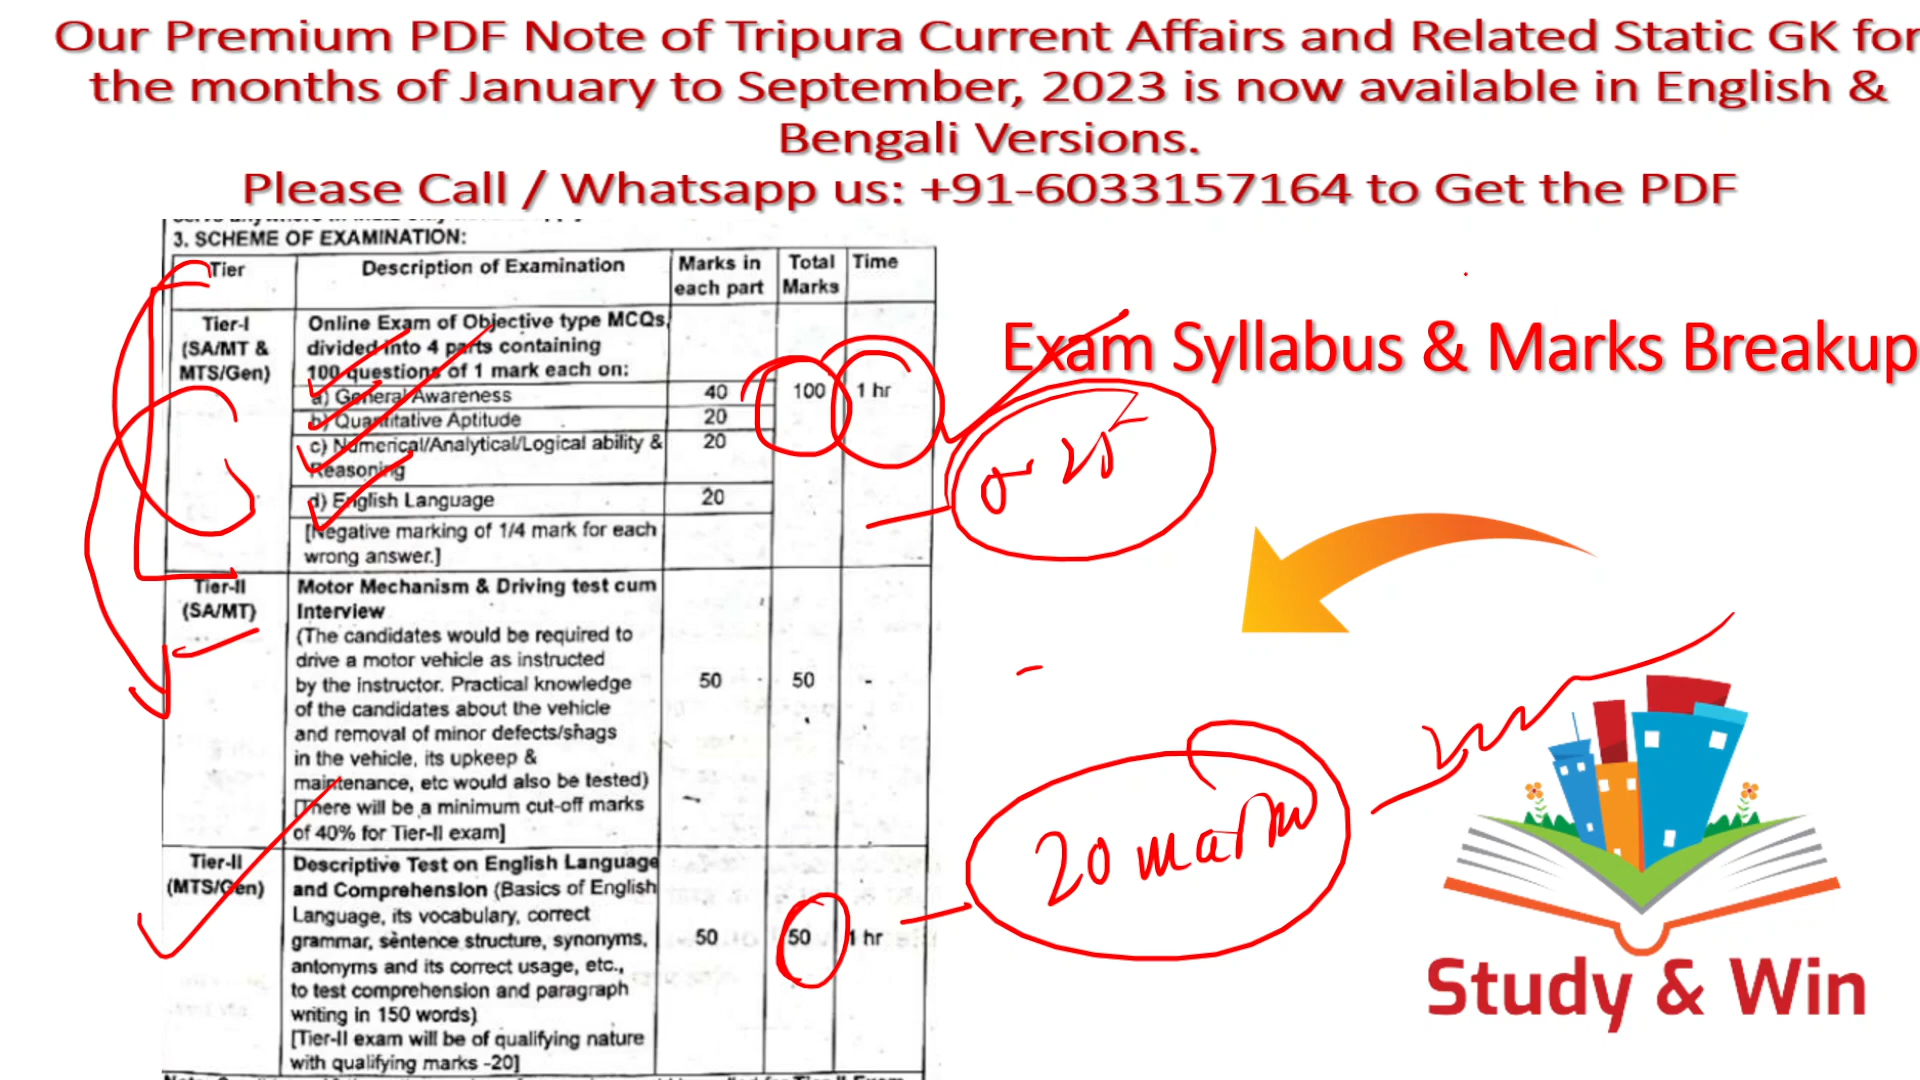 Our Premium PDF Note of Tripura Current Affairs and Related Static GK for
the months of January to September, 2023 is now available in English &
Bengali Versions.
Please Call / Whatsapp us: +91-6033157164 to Get the PDF
3. SCHEME OF EXAMINATION:
Tier Description of Examination Marks in each part Total Marks Time
Tier-I
(SA/MT &
MTS/Gen)
Online Exam of Objective type MCQs,
divided into 4 parts containing
100 questions of 1 mark each on:
a) General Awareness 40 100 1 hr
b) Quantitative Aptitude 20
c) Numerical/Analytical/Logical ability & 20
Reasoning
d) English Language 20
[Negative marking of 1/4 mark for each
wrong answer.]
Tier-II
(SA/MT)
Motor Mechanism & Driving test cum
Interview
(The candidates would be required to
drive a motor vehicle as instructed
by the instructor. Practical knowledge 50 50 -
of the candidates about the vehicle
and removal of minor defects/snags
in the vehicle, its upkeep &
maintenance, etc would also be tested)
[There will be a minimum cut-off marks
of 40% for Tier-II exam]
Tier-II
(MTS/Gen)
Descriptive Test on English Language
and Comprehension (Basics of English
Language, its vocabulary, correct
grammar, sentence structure, synonyms, 50 50 1 hr
antonyms and its correct usage, etc.,
to test comprehension and paragraph
writing in 150 words)
[Tier-II exam will be of qualifying nature
with qualifying marks -20]
Exam Syllabus & Marks Breakup
20 marks
Study & Win